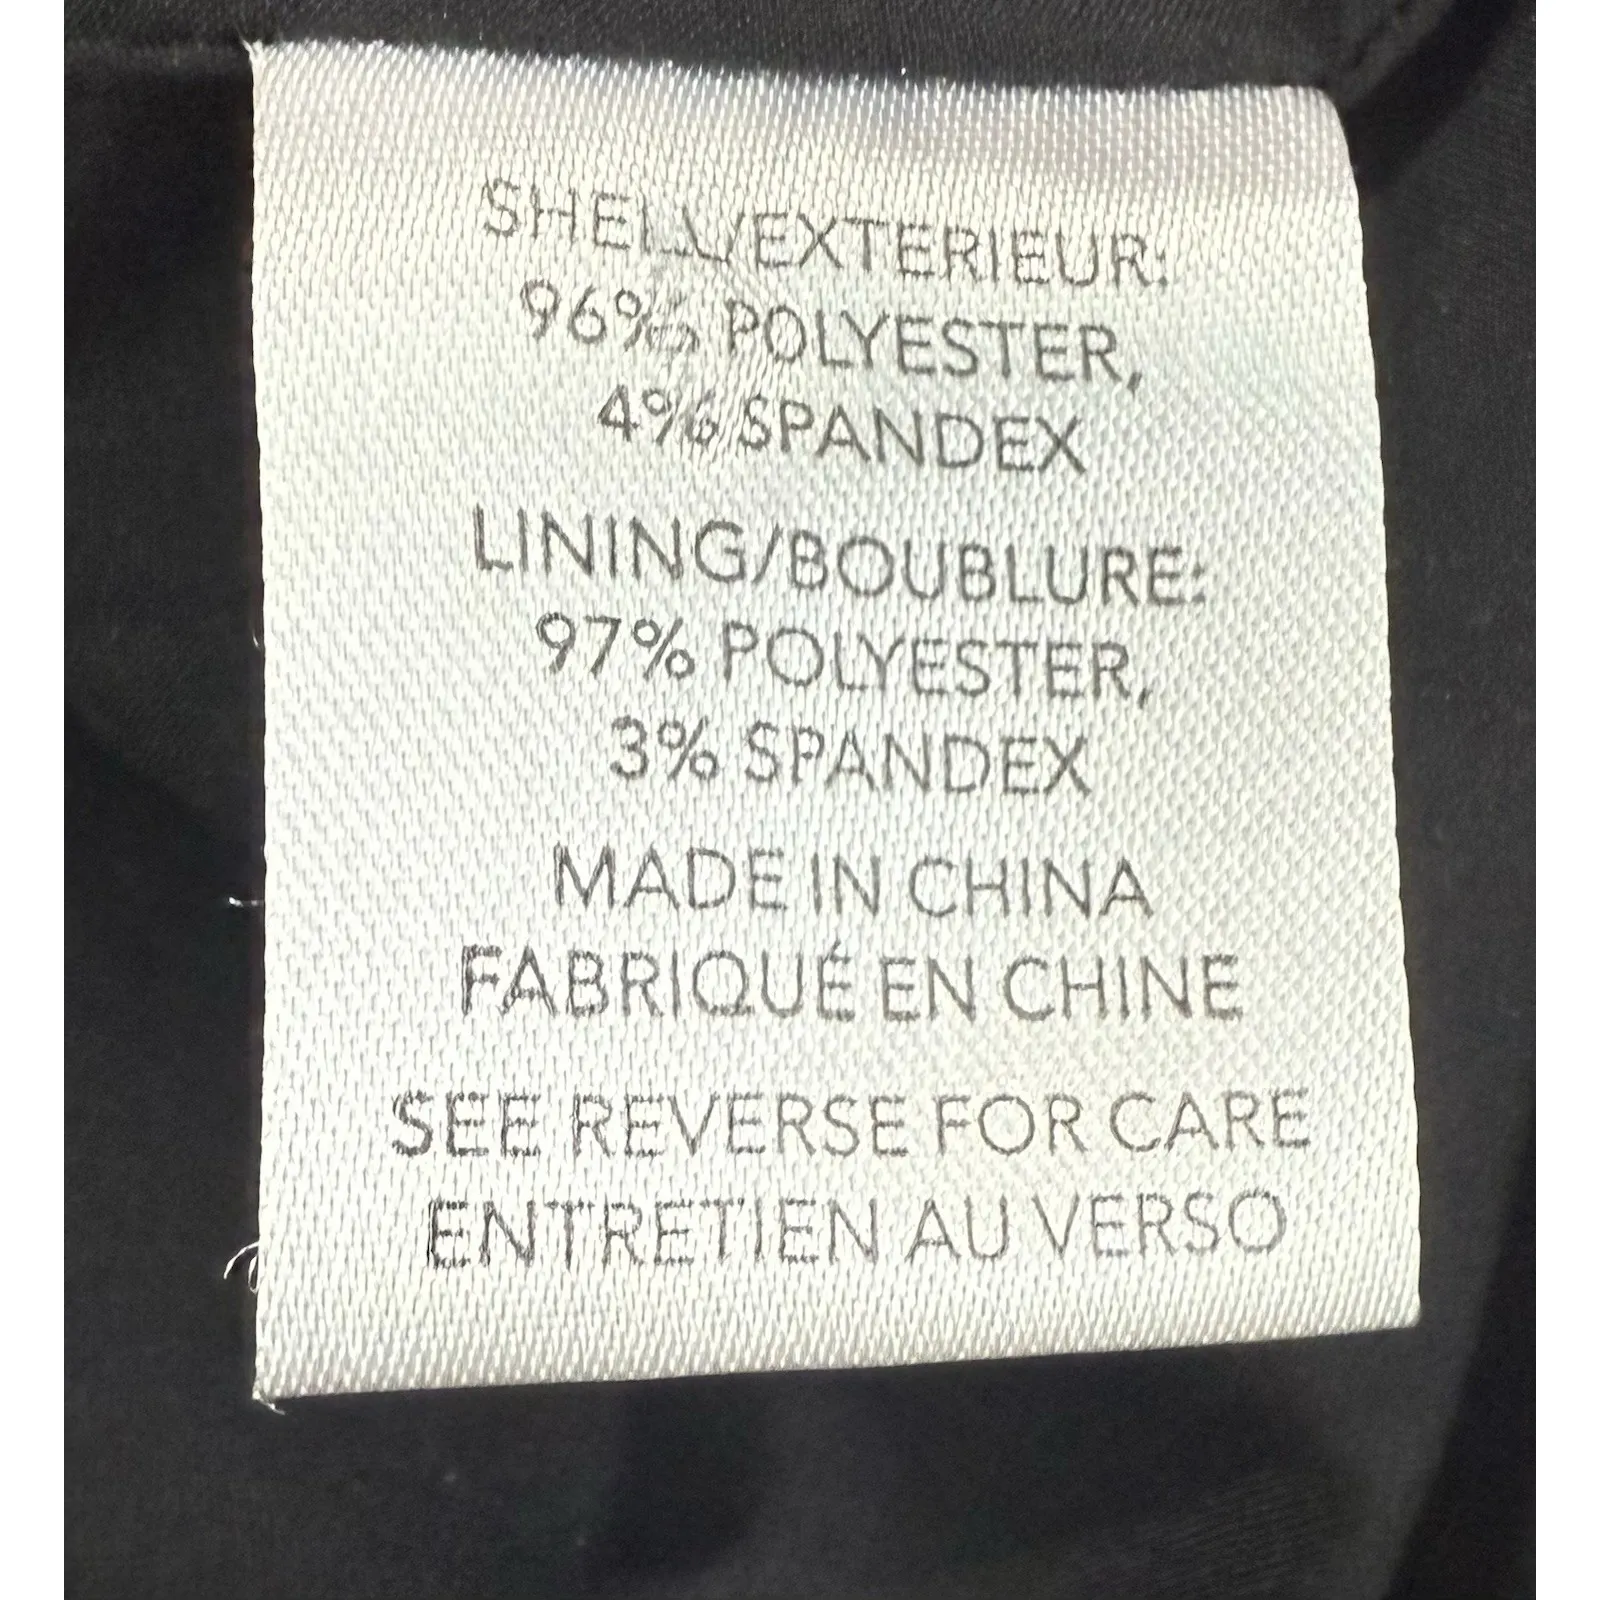 SHELL/EXTERIEUR:
96% POLYESTER,
4% SPANDEX
LINING/BOUBLURE:
97% POLYESTER,
3% SPANDEX
MADE IN CHINA
FABRIQUÉ EN CHINE
SEE REVERSE FOR CARE
ENTRETIEN AU VERSO